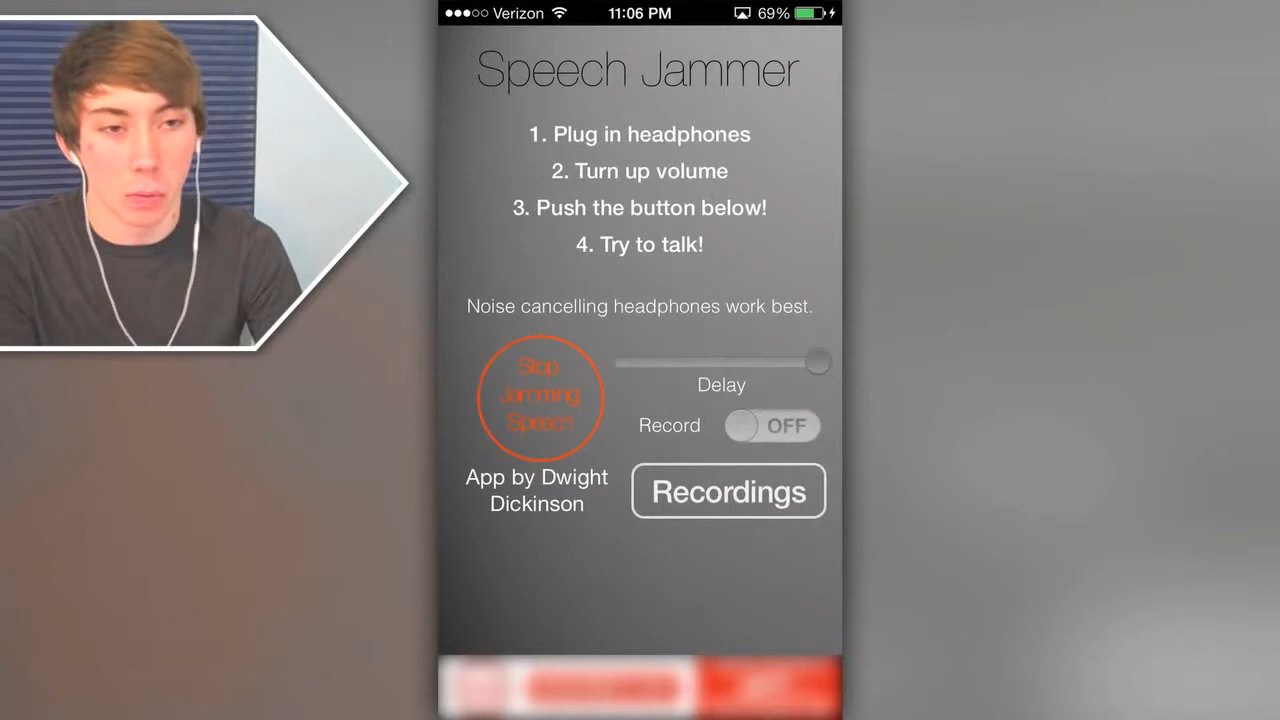 Verizon 11:06 PM 69%
Speech Jammer
1. Plug in headphones
2. Turn up volume
3. Push the button below!
4. Try to talk!
Noise cancelling headphones work best.
Stop
Jamming
Speech
Delay
Record OFF
App by Dwight
Dickinson
Recordings